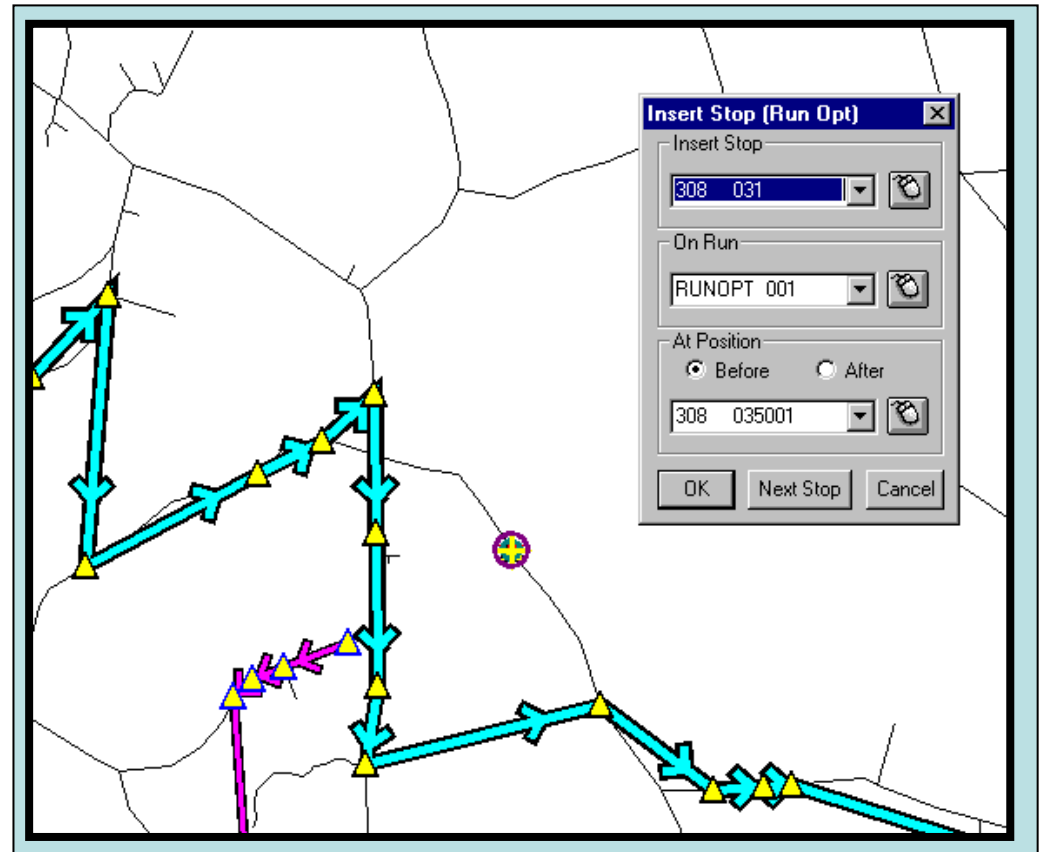 Insert Stop (Run Opt)
Insert Stop
308 031
On Run
RUNOPT 001
At Position
Before After
308 035001
OK Next Stop Cancel